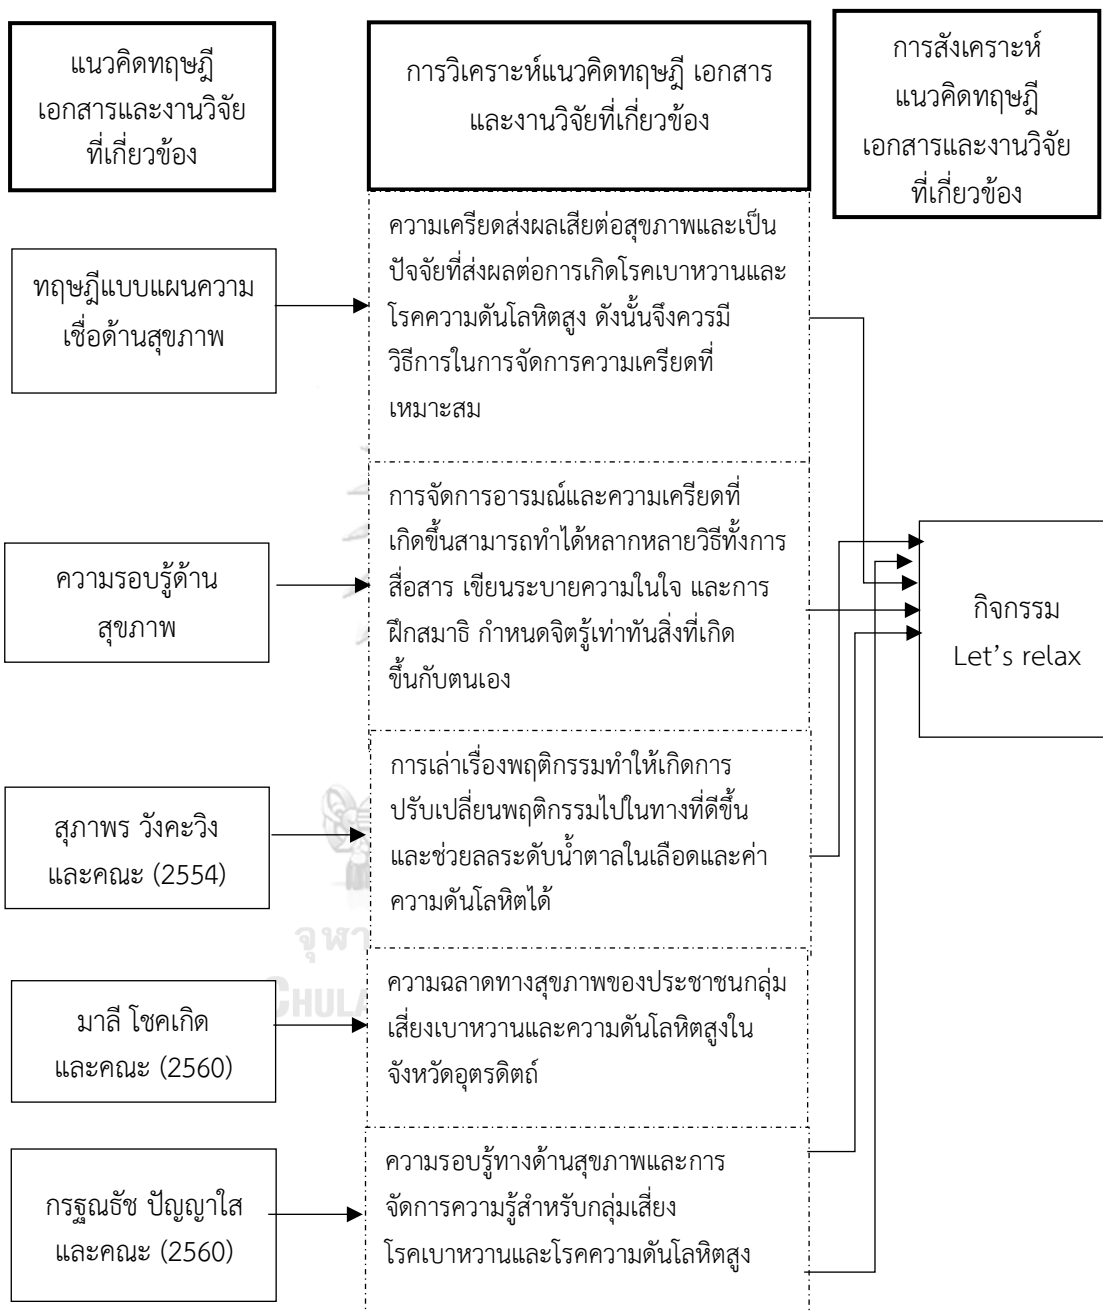 แนวคิดทฤษฎี
เอกสารและงานวิจัย
ที่เกี่ยวข้อง
การวิเคราะห์แนวคิดทฤษฎี เอกสาร
และงานวิจัยที่เกี่ยวข้อง
การสังเคราะห์
แนวคิดทฤษฎี
เอกสารและงานวิจัย
ที่เกี่ยวข้อง
ทฤษฎีแบบแผนความ
เชื่อด้านสุขภาพ
ความเครียดส่งผลเสียต่อสุขภาพและเป็น
ปัจจัยที่ส่งผลต่อการเกิดโรคเบาหวานและ
โรคความดันโลหิตสูง ดังนั้นจึงควรมี
วิธีการในการจัดการความเครียดที่
เหมาะสม
ความรอบรู้ด้าน
สุขภาพ
การจัดการอารมณ์และความเครียดที่
เกิดขึ้นสามารถทำได้หลากหลายวิธีทั้งการ
สื่อสาร เขียนระบายความในใจ และการ
ฝึกสมาธิ กำหนดจิตรู้เท่าทันสิ่งที่เกิด
ขึ้นกับตนเอง
กิจกรรม
Let's relax
สุภาพร วังคะวิง
และคณะ (2554)
การเล่าเรื่องพฤติกรรมทำให้เกิดการ
ปรับเปลี่ยนพฤติกรรมไปในทางที่ดีขึ้น
และช่วยลลระดับน้ำตาลในเลือดและค่า
ความดันโลหิตได้
มาลี โชคเกิด
และคณะ (2560)
ความฉลาดทางสุขภาพของประชาชนกลุ่ม
เสี่ยงเบาหวานและความดันโลหิตสูงใน
จังหวัดอุตรดิตถ์
กรฐณธัช ปัญญาใส
และคณะ (2560)
ความรอบรู้ทางด้านสุขภาพและการ
จัดการความรู้สำหรับกลุ่มเสี่ยง
โรคเบาหวานและโรคความดันโลหิตสูง
จุฬา
CHULA